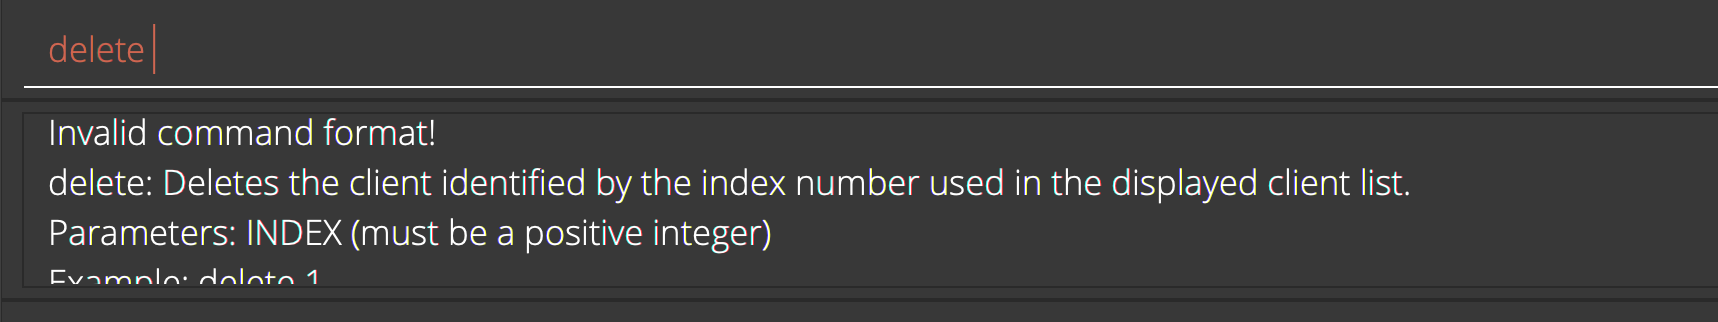 delete
Invalid command format!
delete: Deletes the client identified by the index number used in the displayed client list.
Parameters: INDEX (must be a positive integer)
Example: delete 1